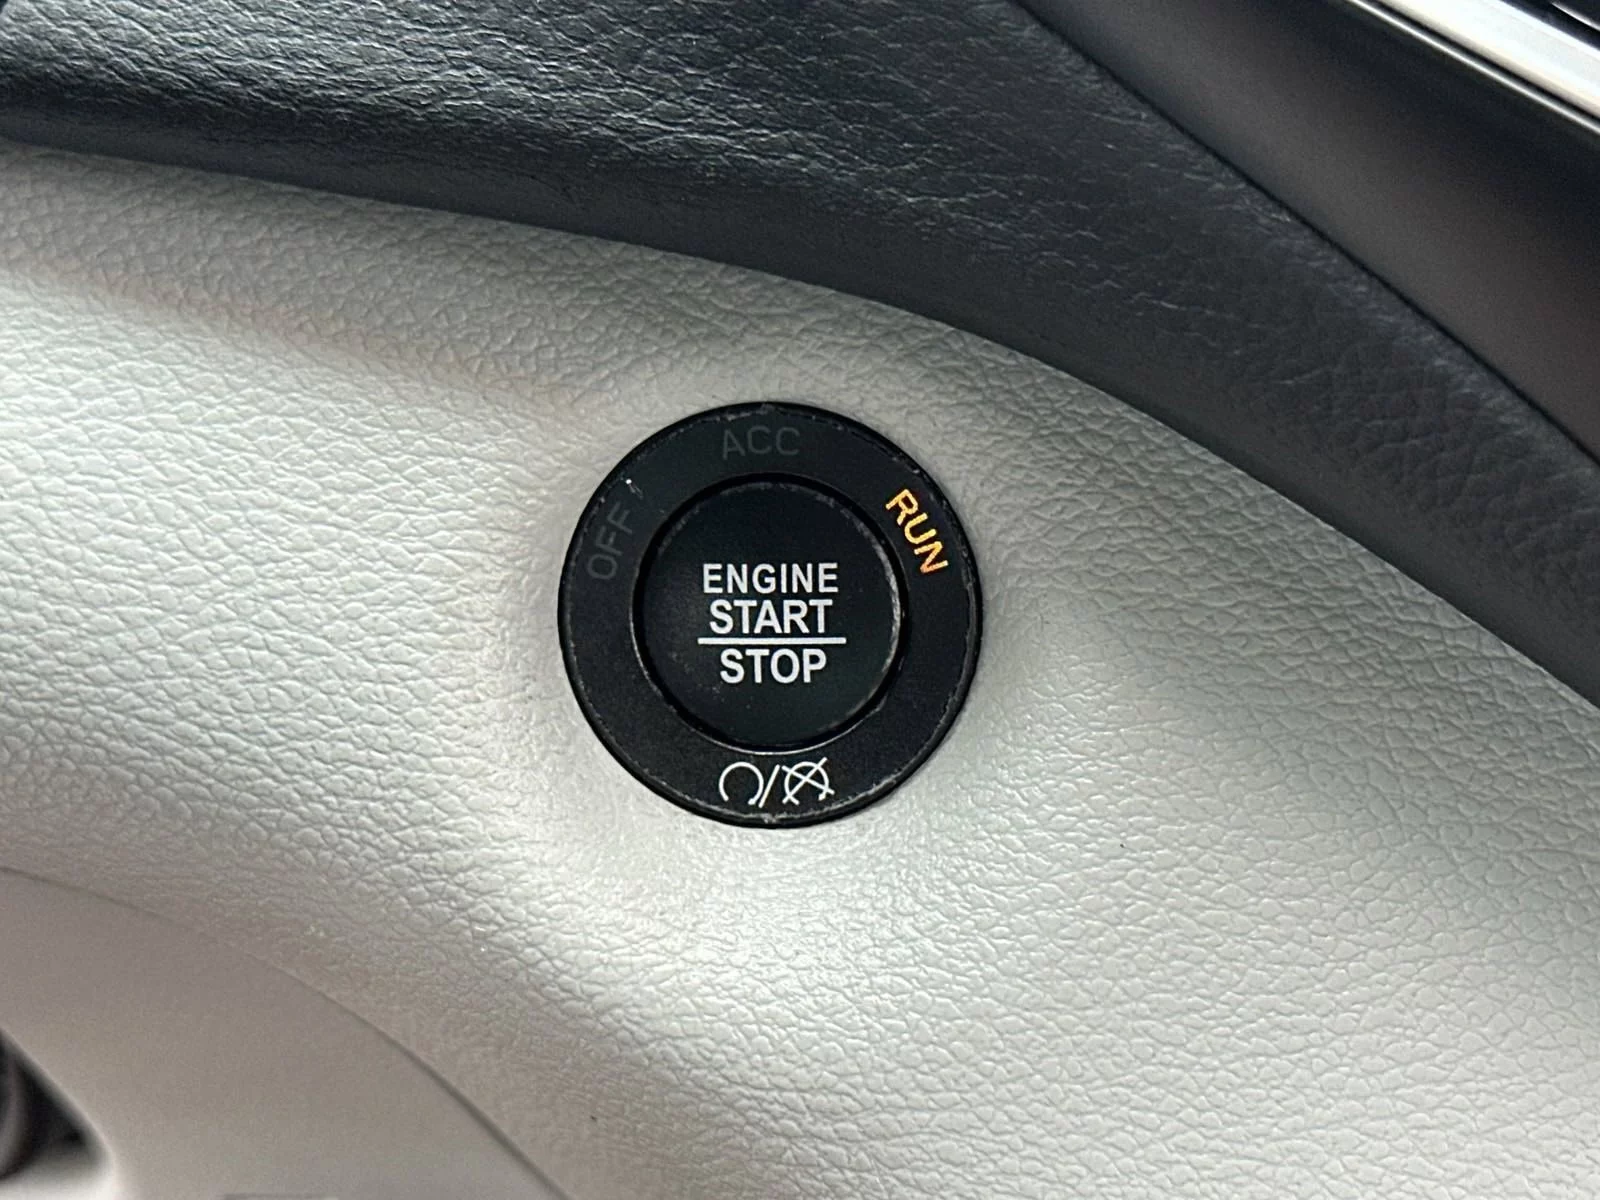 ACC
OFF
RUN
ENGINE
START
STOP